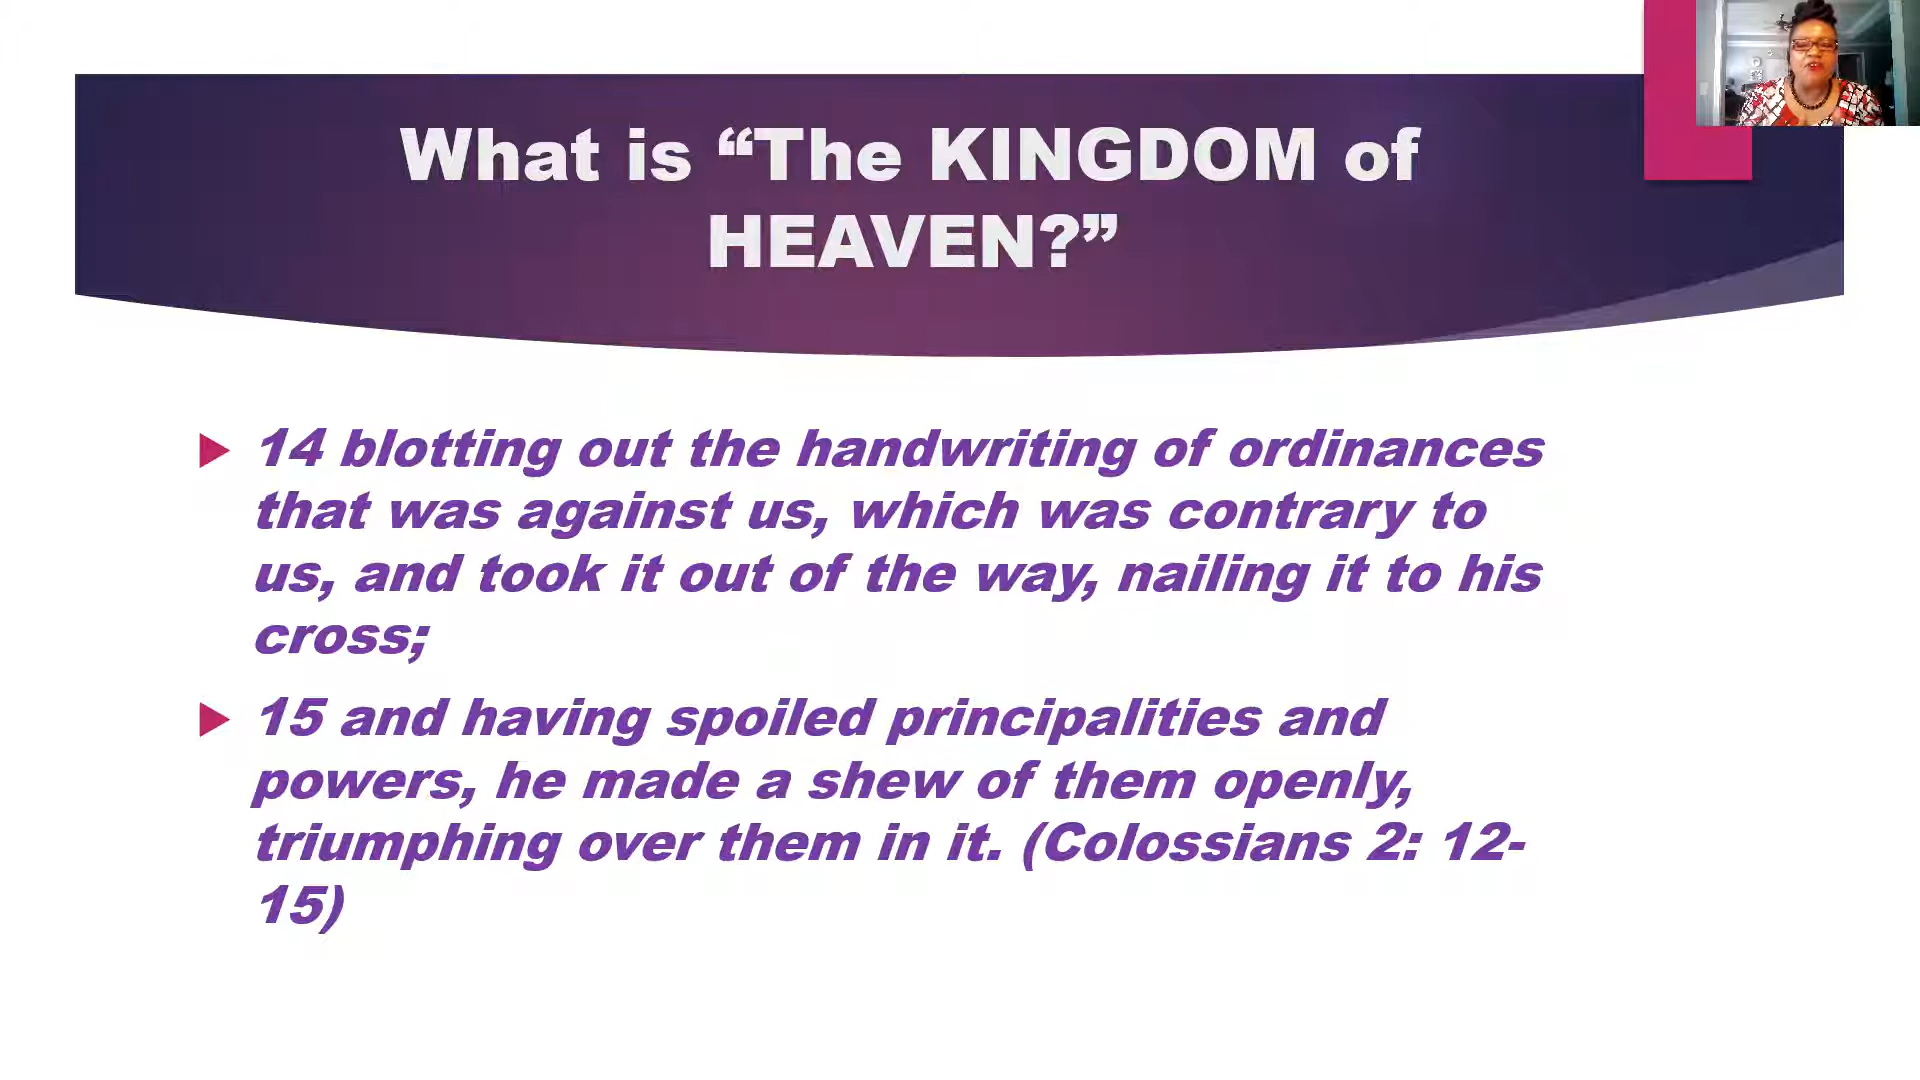 What is “The KINGDOM of
HEAVEN?”
14 blotting out the handwriting of ordinances
that was against us, which was contrary to
us, and took it out of the way, nailing it to his
cross;
15 and having spoiled principalities and
powers, he made a shew of them openly,
triumphing over them in it. (Colossians 2: 12-
15)